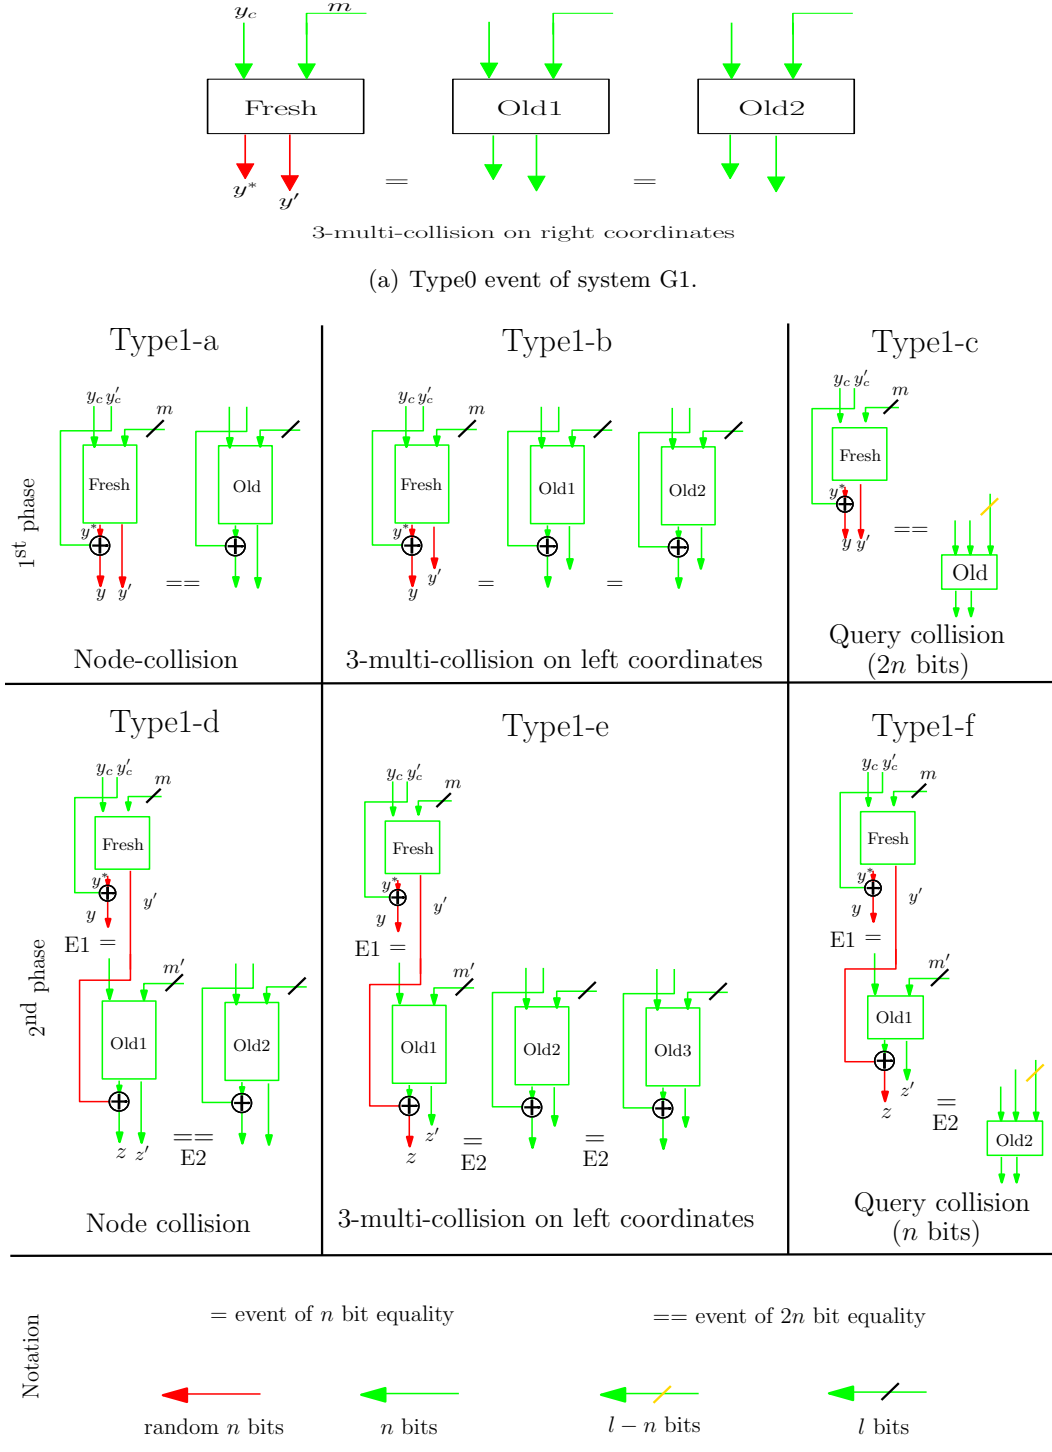 y_c m
Fresh Old1 Old2
y* y' = =
3-multi-collision on right coordinates
(a) Type0 event of system G1.
Type1-a Type1-b Type1-c
1st phase
y_c y'_c m
Fresh Old
y*
y y' ==
Node-collision
y_c y'_c m
Fresh Old1 Old2
y*
y y' = =
3-multi-collision on left coordinates
y_c y'_c m
Fresh
y*
y y' ==
Old
Query collision
(2n bits)
Type1-d Type1-e Type1-f
2nd phase
y_c y'_c m
Fresh
y*
y y'
E1 =
m'
Old1 Old2
z z' ==
E2
Node collision
y_c y'_c m
Fresh
y*
y y'
E1 =
m'
Old1 Old2 Old3
z z' = =
E2 E2
3-multi-collision on left coordinates
y_c y'_c m
Fresh
y*
y y'
E1 =
m'
Old1
z z' =
E2
Old2
Query collision
(n bits)
Notation
= event of n bit equality == event of 2n bit equality
random n bits n bits l − n bits l bits